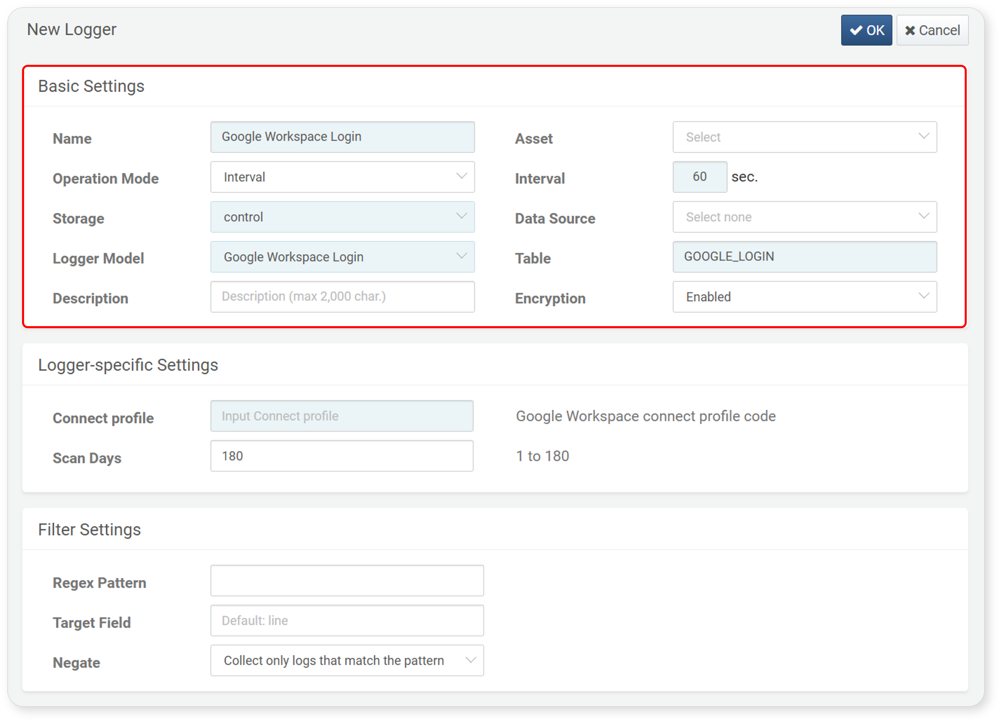 New Logger
OK
Cancel
Basic Settings
Name
Google Workspace Login
Asset
Select
Operation Mode
Interval
Interval
60
sec.
Storage
control
Data Source
Select none
Logger Model
Google Workspace Login
Table
GOOGLE_LOGIN
Description
Description (max 2,000 char.)
Encryption
Enabled
Logger-specific Settings
Connect profile
Input Connect profile
Google Workspace connect profile code
Scan Days
180
1 to 180
Filter Settings
Regex Pattern
Target Field
Default: line
Negate
Collect only logs that match the pattern